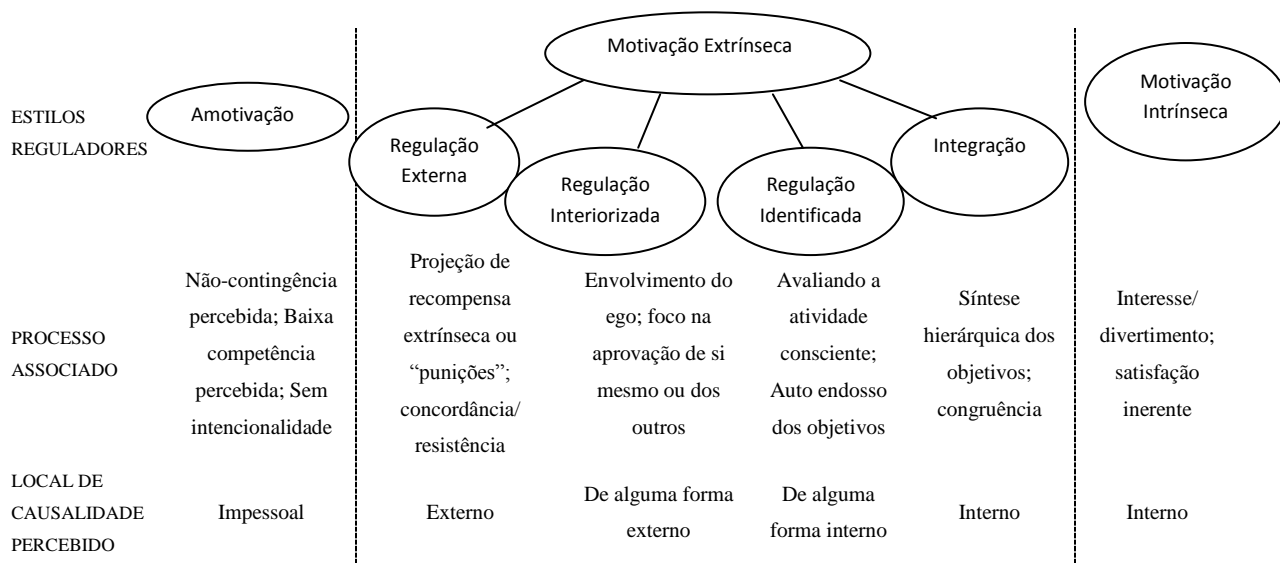 Motivação Extrínseca
ESTILOS
REGULADORES
Amotivação
Regulação
Externa
Regulação
Interiorizada
Regulação
Identificada
Integração
Motivação
Intrínseca
PROCESSO
ASSOCIADO
Não-contingência
percebida; Baixa
competência
percebida; Sem
intencionalidade
Projeção de
recompensa
extrínseca ou
“punições”;
concordância/
resistência
Envolvimento do
ego; foco na
aprovação de si
mesmo ou dos
outros
Avaliando a
atividade
consciente;
Auto endosso
dos objetivos
Síntese
hierárquica dos
objetivos;
congruência
Interesse/
divertimento;
satisfação
inerente
LOCAL DE
CAUSALIDADE
PERCEBIDO
Impessoal
Externo
De alguma forma
externo
De alguma
forma interno
Interno
Interno